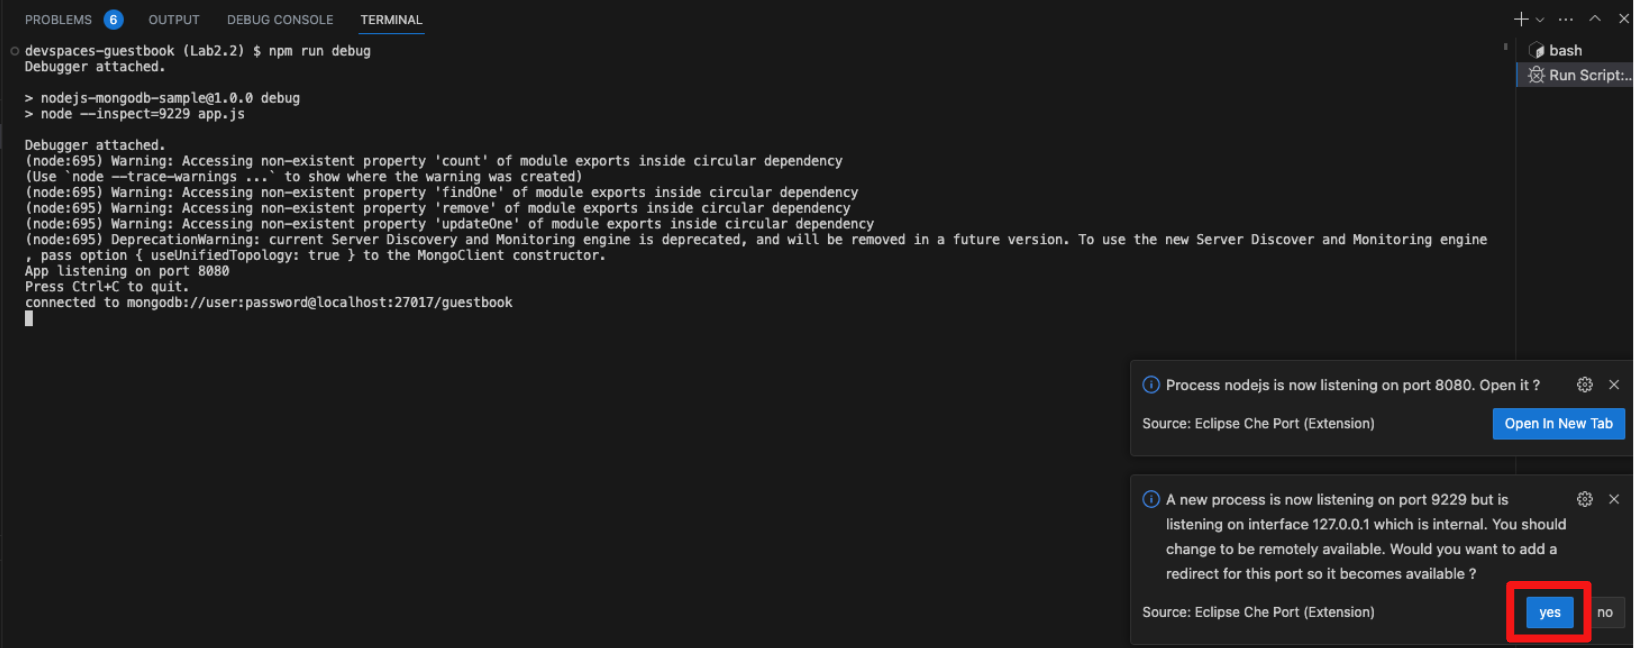 PROBLEMS 6 OUTPUT DEBUG CONSOLE TERMINAL
devspaces-guestbook (Lab2.2) $ npm run debug
Debugger attached.
> nodejs-mongodb-sample@1.0.0 debug
> node --inspect=9229 app.js
Debugger attached.
(node:695) Warning: Accessing non-existent property 'count' of module exports inside circular dependency
(Use `node --trace-warnings ...` to show where the warning was created)
(node:695) Warning: Accessing non-existent property 'findOne' of module exports inside circular dependency
(node:695) Warning: Accessing non-existent property 'remove' of module exports inside circular dependency
(node:695) Warning: Accessing non-existent property 'updateOne' of module exports inside circular dependency
(node:695) DeprecationWarning: current Server Discovery and Monitoring engine is deprecated, and will be removed in a future version. To use the new Server Discover and Monitoring engine
, pass option { useUnifiedTopology: true } to the MongoClient constructor.
App listening on port 8080
Press Ctrl+C to quit.
connected to mongodb://user:password@localhost:27017/guestbook
bash
Run Script:...
Process nodejs is now listening on port 8080. Open it ?
Source: Eclipse Che Port (Extension)
Open In New Tab
A new process is now listening on port 9229 but is
listening on interface 127.0.0.1 which is internal. You should
change to be remotely available. Would you want to add a
redirect for this port so it becomes available ?
Source: Eclipse Che Port (Extension)
yes no